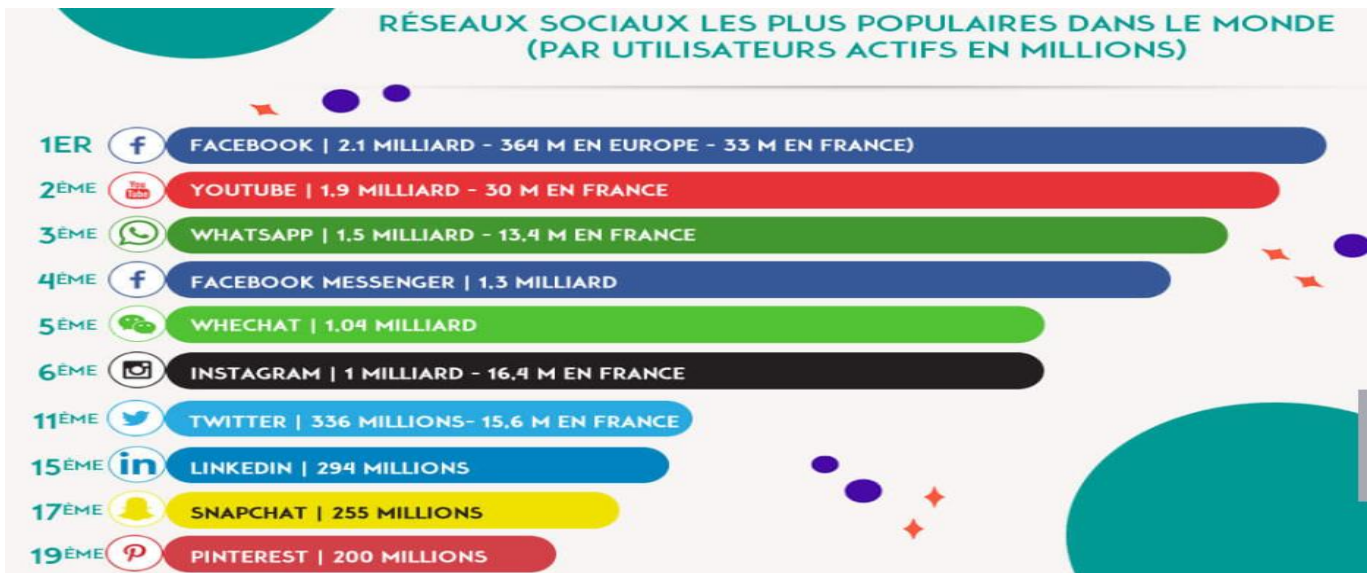 RÉSEAUX SOCIAUX LES PLUS POPULAIRES DANS LE MONDE
(PAR UTILISATEURS ACTIFS EN MILLIONS)
1ER f FACEBOOK | 2.1 MILLIARD - 364 M EN EUROPE - 33 M EN FRANCE)
2ÈME You Tube YOUTUBE | 1,9 MILLIARD - 30 M EN FRANCE
3ÈME WHATSAPP | 1,5 MILLIARD - 13,4 M EN FRANCE
4ÈME f FACEBOOK MESSENGER | 1,3 MILLIARD
5ÈME WHECHAT | 1,04 MILLIARD
6ÈME INSTAGRAM | 1 MILLIARD - 16,4 M EN FRANCE
11ÈME TWITTER | 336 MILLIONS- 15,6 M EN FRANCE
15ÈME in LINKEDIN | 294 MILLIONS
17ÈME SNAPCHAT | 255 MILLIONS
19ÈME PINTEREST | 200 MILLIONS